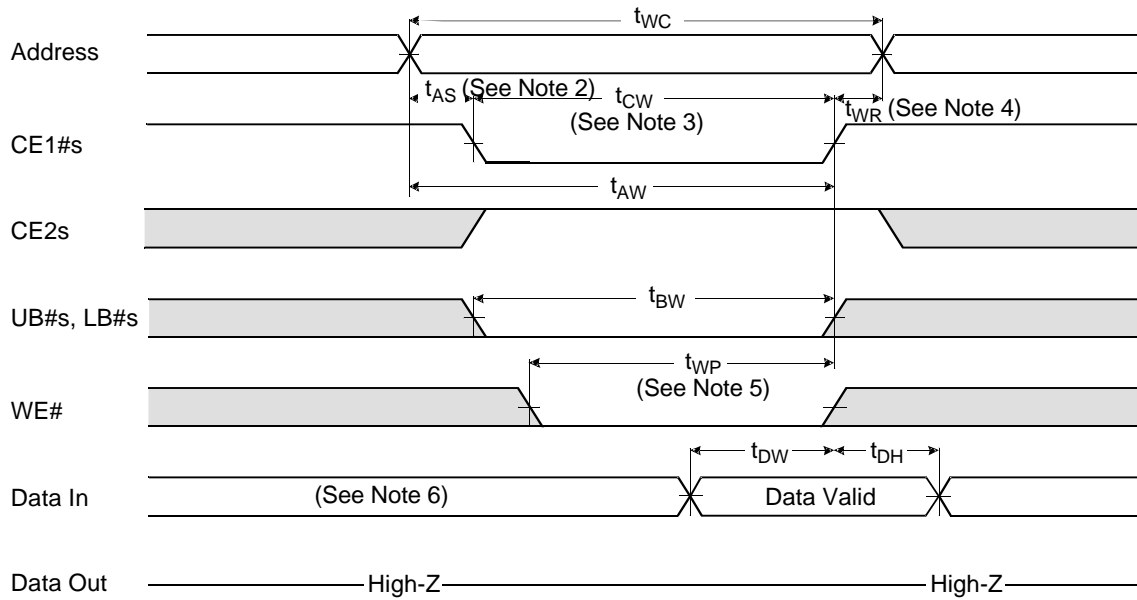 tWC
Address
tAS (See Note 2)
tCW
(See Note 3)
tWR (See Note 4)
CE1#s
tAW
CE2s
tBW
UB#s, LB#s
tWP
(See Note 5)
WE#
tDW
tDH
Data In
(See Note 6)
Data Valid
Data Out
High-Z
High-Z